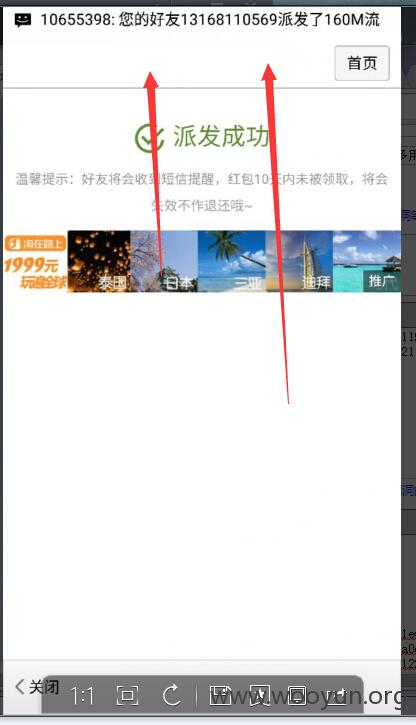 10655398: 您的好友13168110569派发了160M流
首页
派发成功
温馨提示：好友将会收到短信提醒，红包10天内未被领取，将会
失效不作退还哦~
淘在路上
1999元
玩遍全球
泰国
日本
三亚
迪拜
推广
关闭
1:1
www.wooyun.org